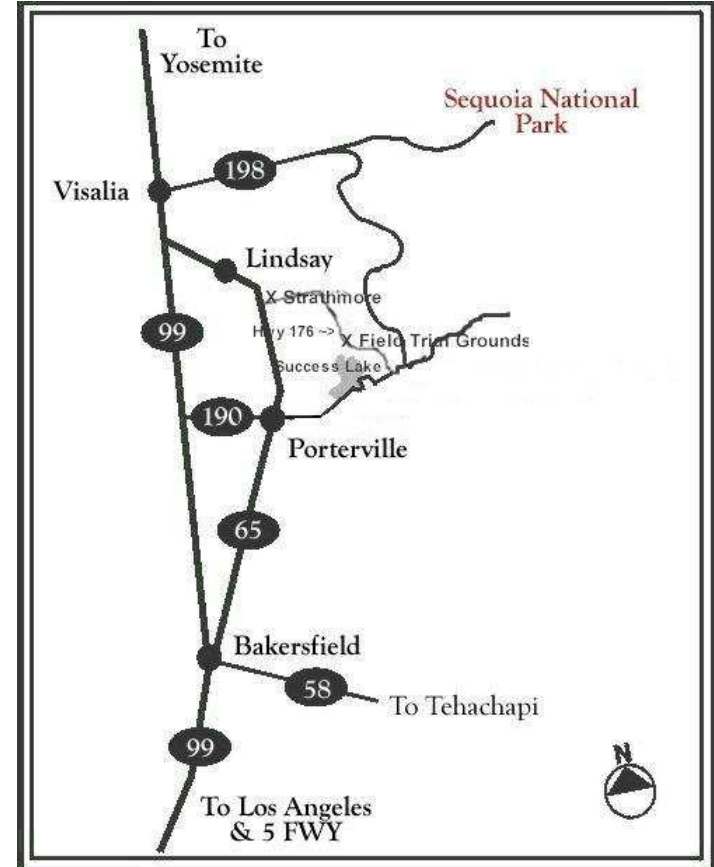 To
Yosemite
Sequoia National
Park
198
Visalia
Lindsay
X Strathmore
99
Hwy 176 ~>
X Field Trial Grounds
Success Lake
190
Porterville
65
Bakersfield
58
To Tehachapi
99
N
To Los Angeles
& 5 FWY